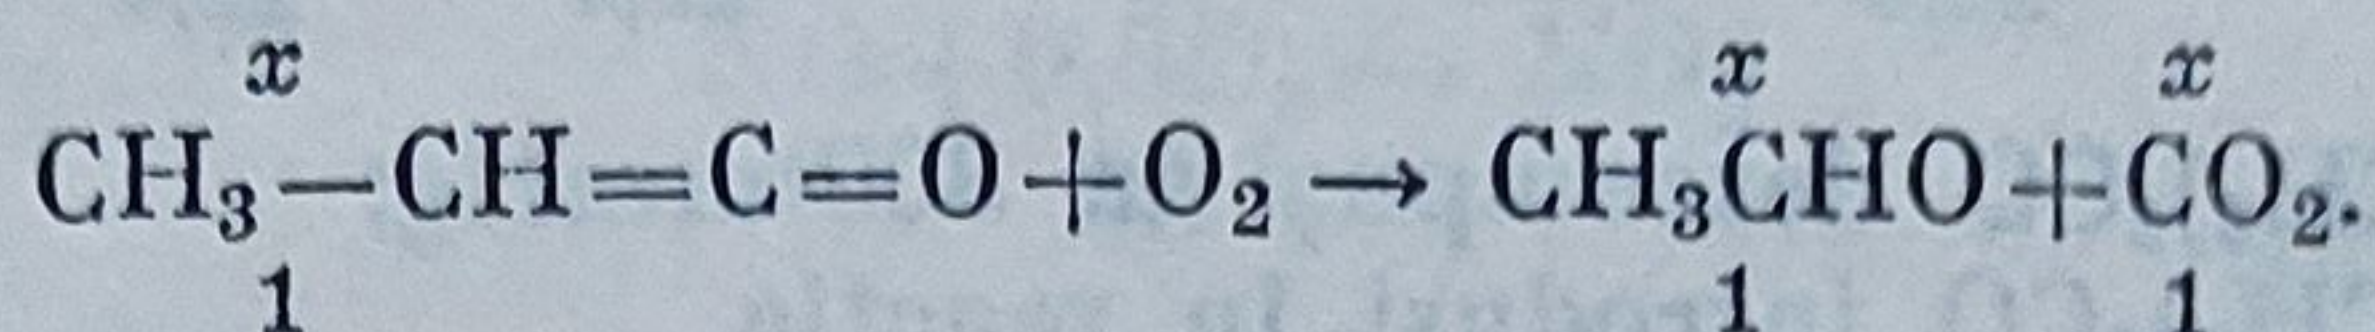 x x x
CH₃—CH=C=O+O₂→ CH₃CHO+CO₂.
1 1 1